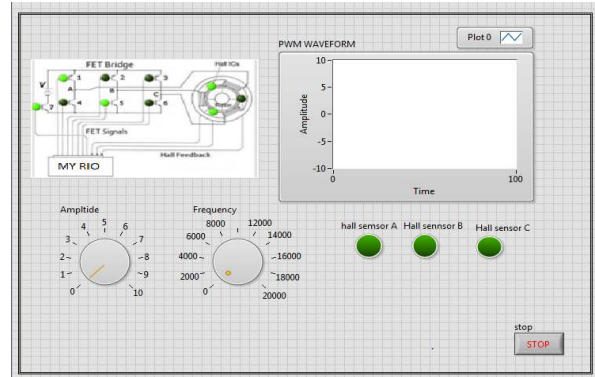 Plot 0
PWM WAVEFORM
FET Bridge
Hall ICs
1 2 3
V
A
B
C
7 4 5 6
FET Signals
Hall Feedback
MY RIO
10
5
0
-5
-10
Amplitude
0 100
Time
Ampltide
0 1 2 3 4 5 6 7 8 9 10
Frequency
0 2000 4000 6000 8000 12000 14000 16000 18000 20000
hall semsor A Hall sennsor B Hall sensor C
stop
STOP